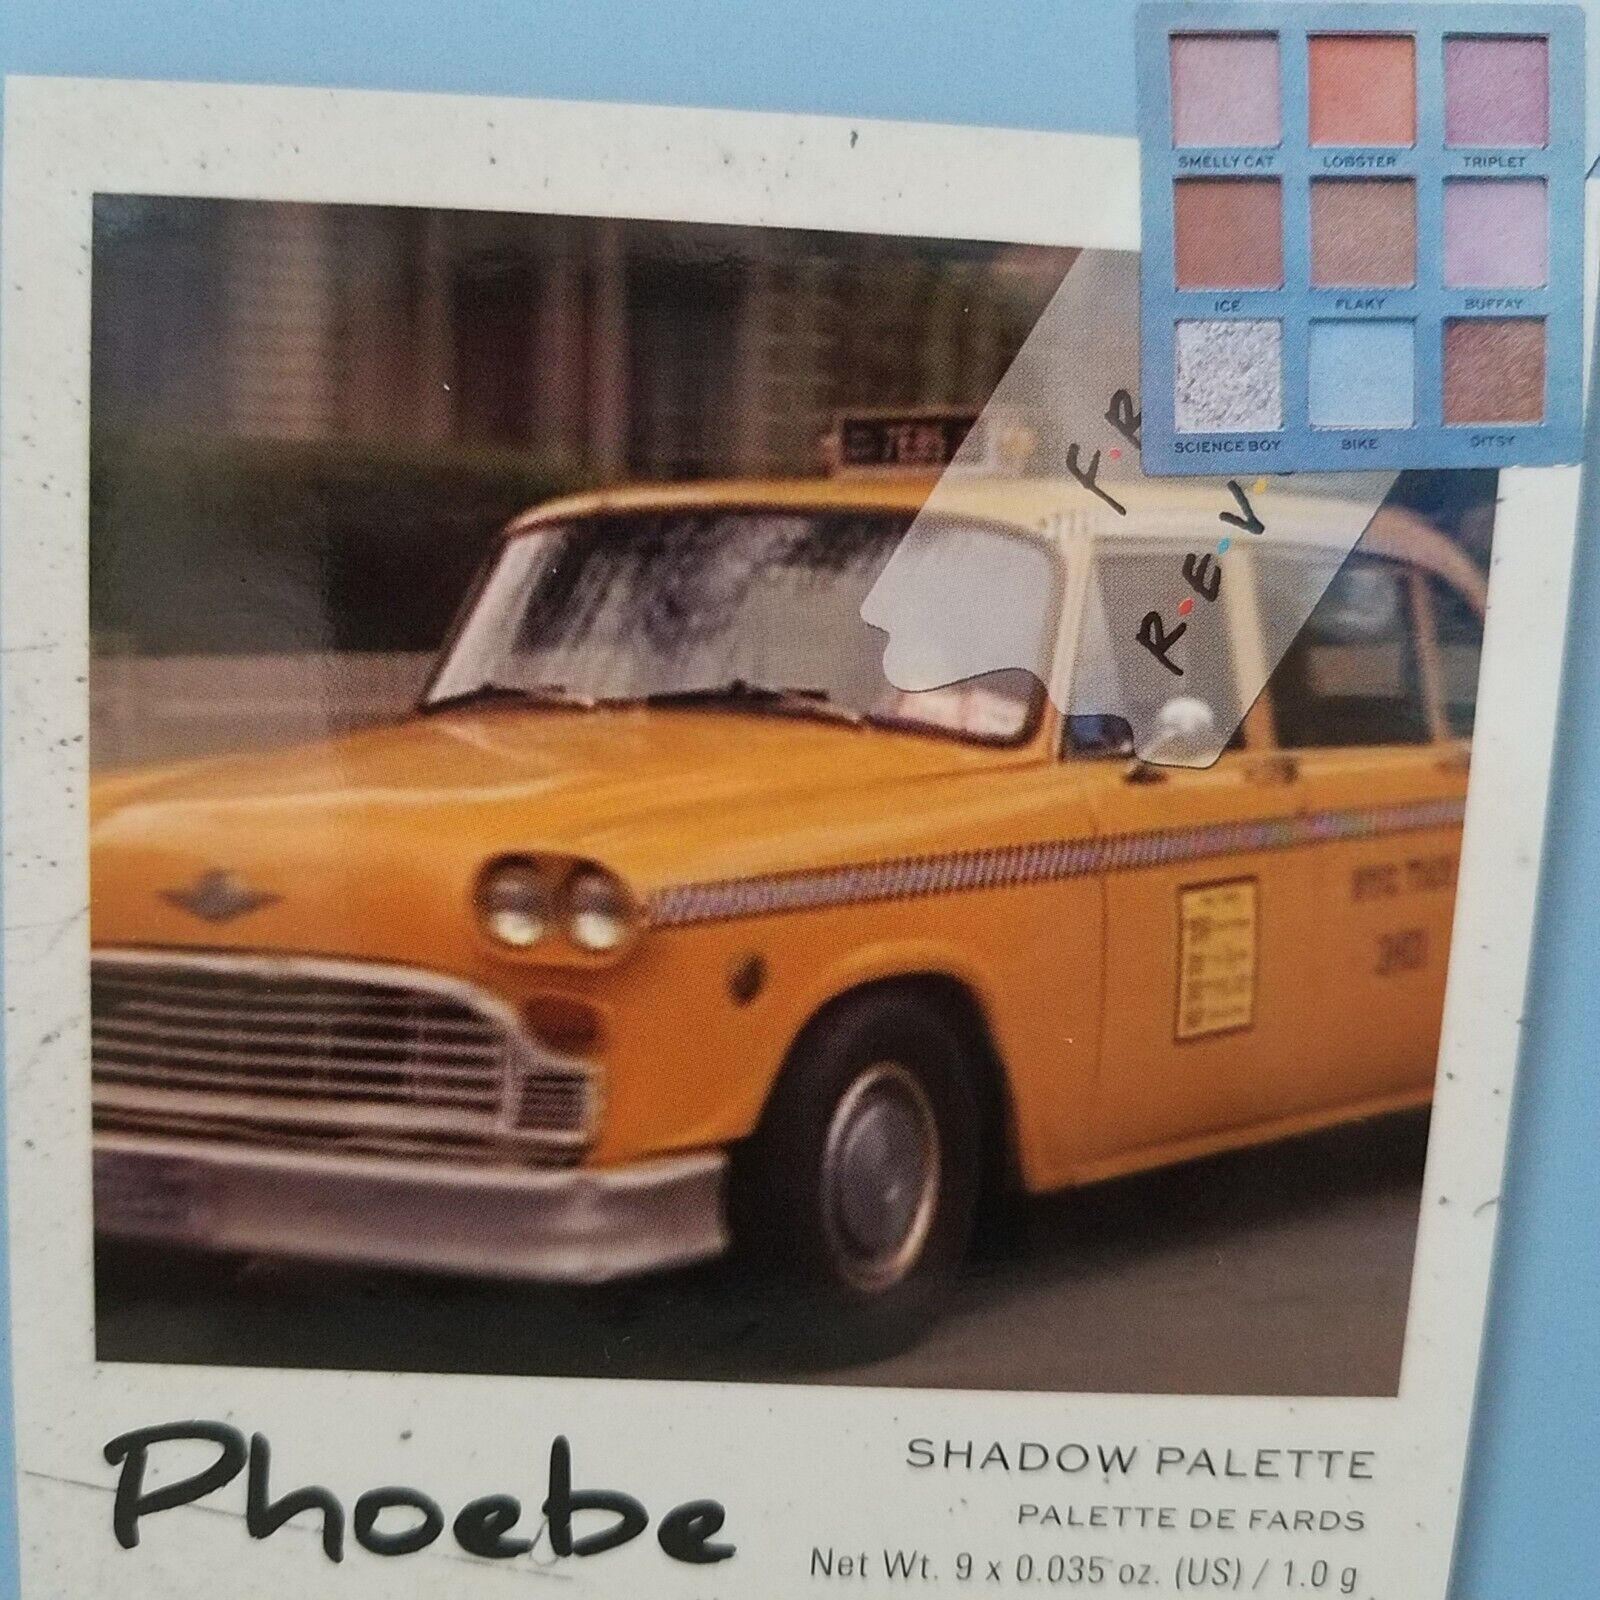 SMELLY CAT LOBSTER TRIPLET
ICE FLAKY BUFFAY
SCIENCE BOY BIKE DITSY
F•R
R•E•V•
Phoebe
SHADOW PALETTE
PALETTE DE FARDS
Net Wt. 9 x 0.035 oz. (US) / 1.0 g